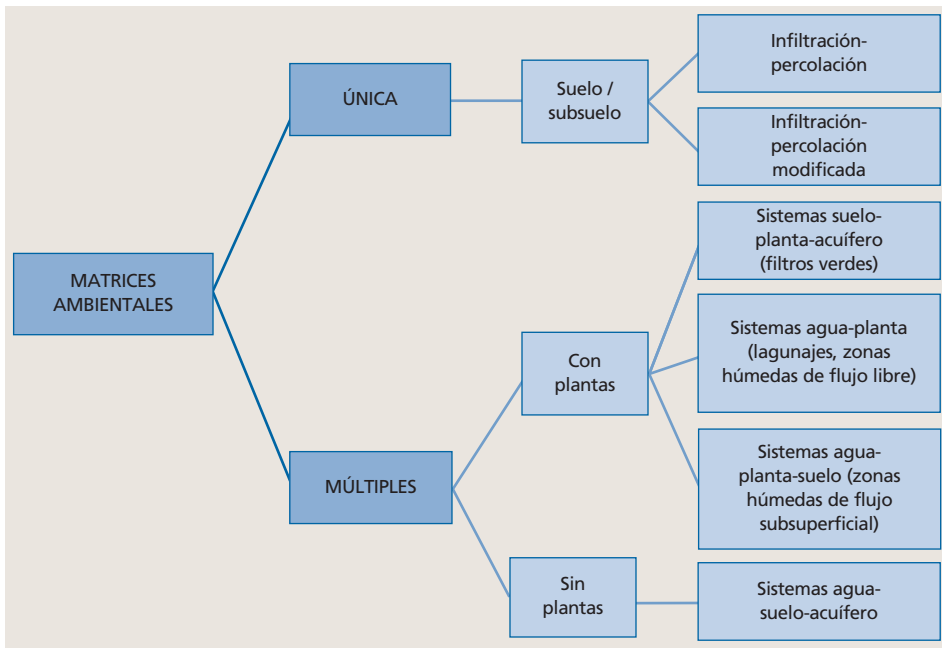 MATRICES
AMBIENTALES
ÚNICA
Suelo /
subsuelo
Infiltración-
percolación
Infiltración-
percolación
modificada
MÚLTIPLES
Con
plantas
Sistemas suelo-
planta-acuífero
(filtros verdes)
Sistemas agua-planta
(lagunajes, zonas
húmedas de flujo libre)
Sistemas agua-
planta-suelo (zonas
húmedas de flujo
subsuperficial)
Sin
plantas
Sistemas agua-
suelo-acuífero